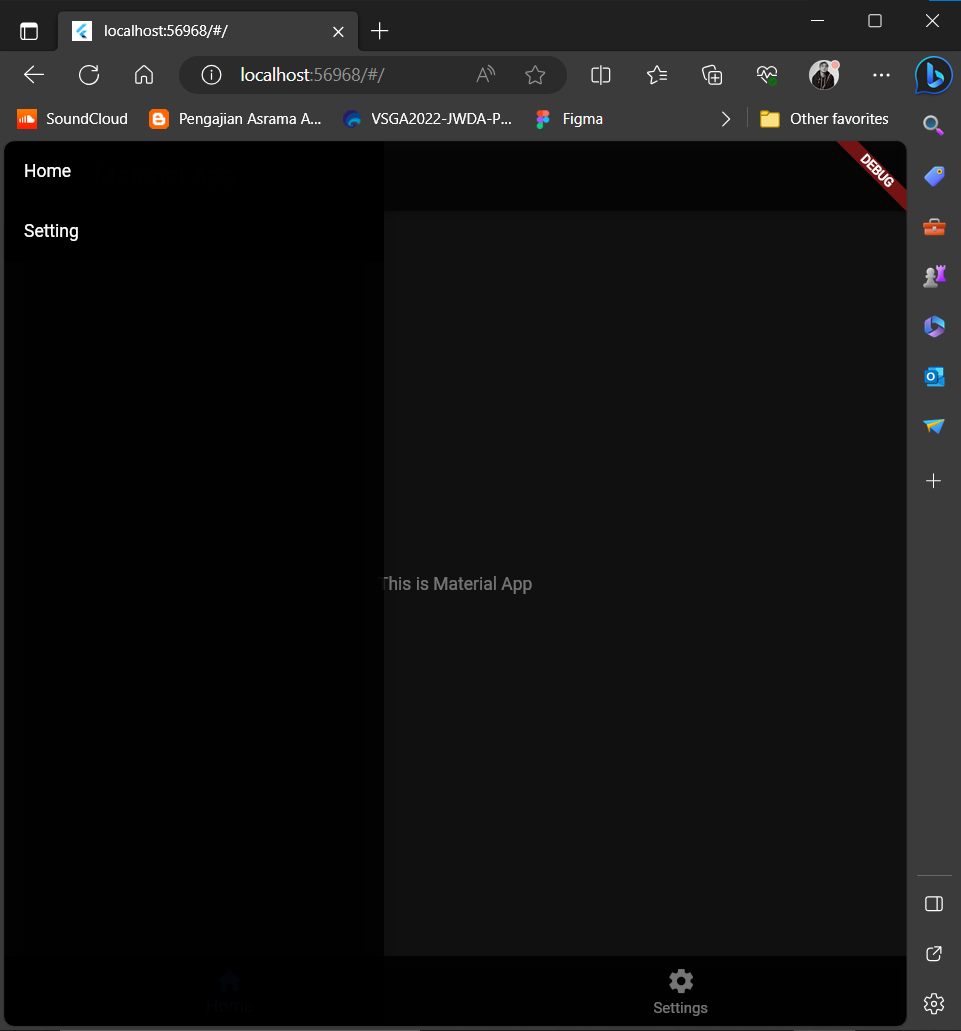 localhost:56968/#/
localhost:56968/#/
SoundCloud
Pengajian Asrama A...
VSGA2022-JWDA-P...
Figma
Other favorites
Home
Setting
DEBUG
This is Material App
Home
Settings